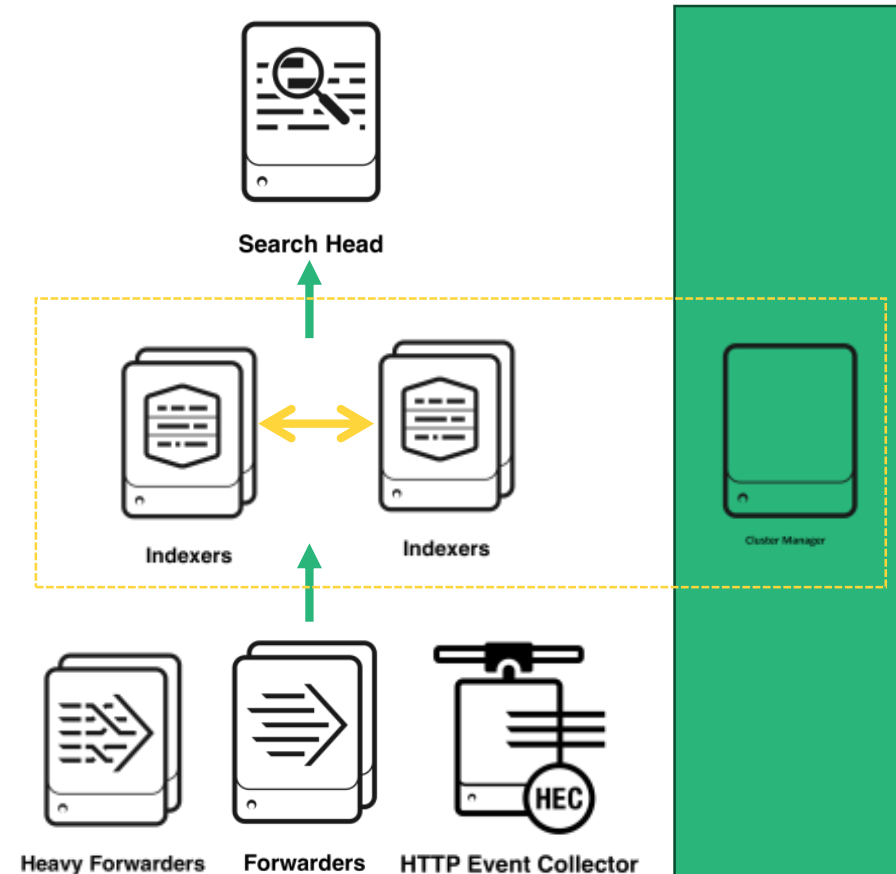 Search Head
Indexers
Indexers
Cluster Manager
HEC
Heavy Forwarders
Forwarders
HTTP Event Collector